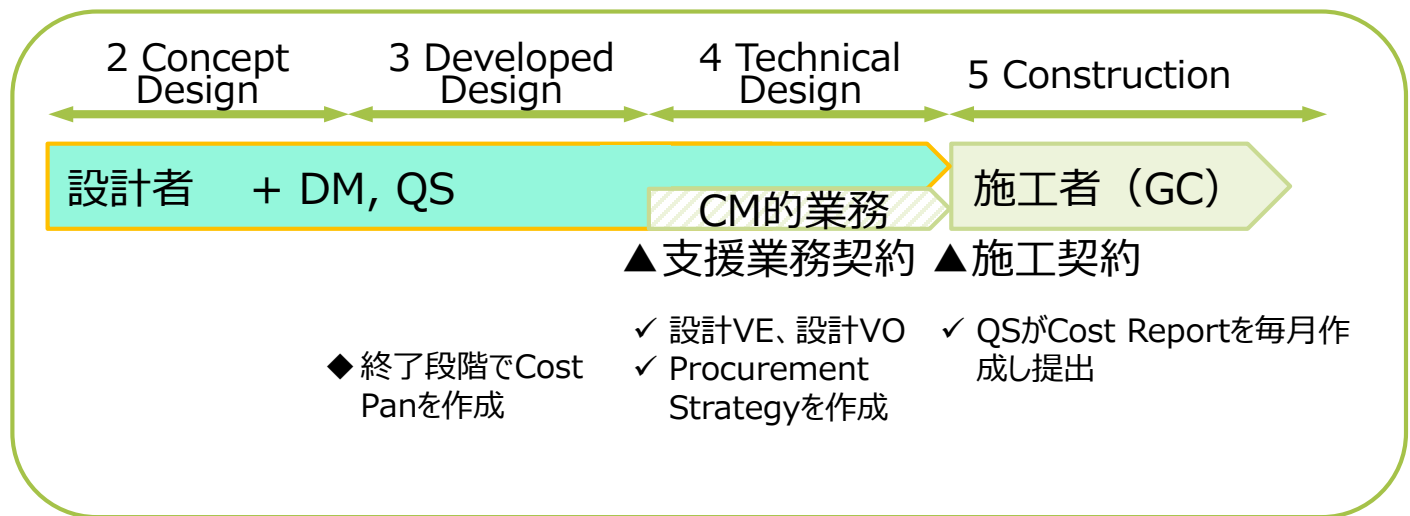 2 Concept
Design
3 Developed
Design
4 Technical
Design
5 Construction
設計者 + DM, QS
CM的業務
施工者（GC）
▲支援業務契約
▲施工契約
◆ 終了段階でCost
Panを作成
✓ 設計VE、設計VO
✓ Procurement
Strategyを作成
✓ QSがCost Reportを毎月作
成し提出